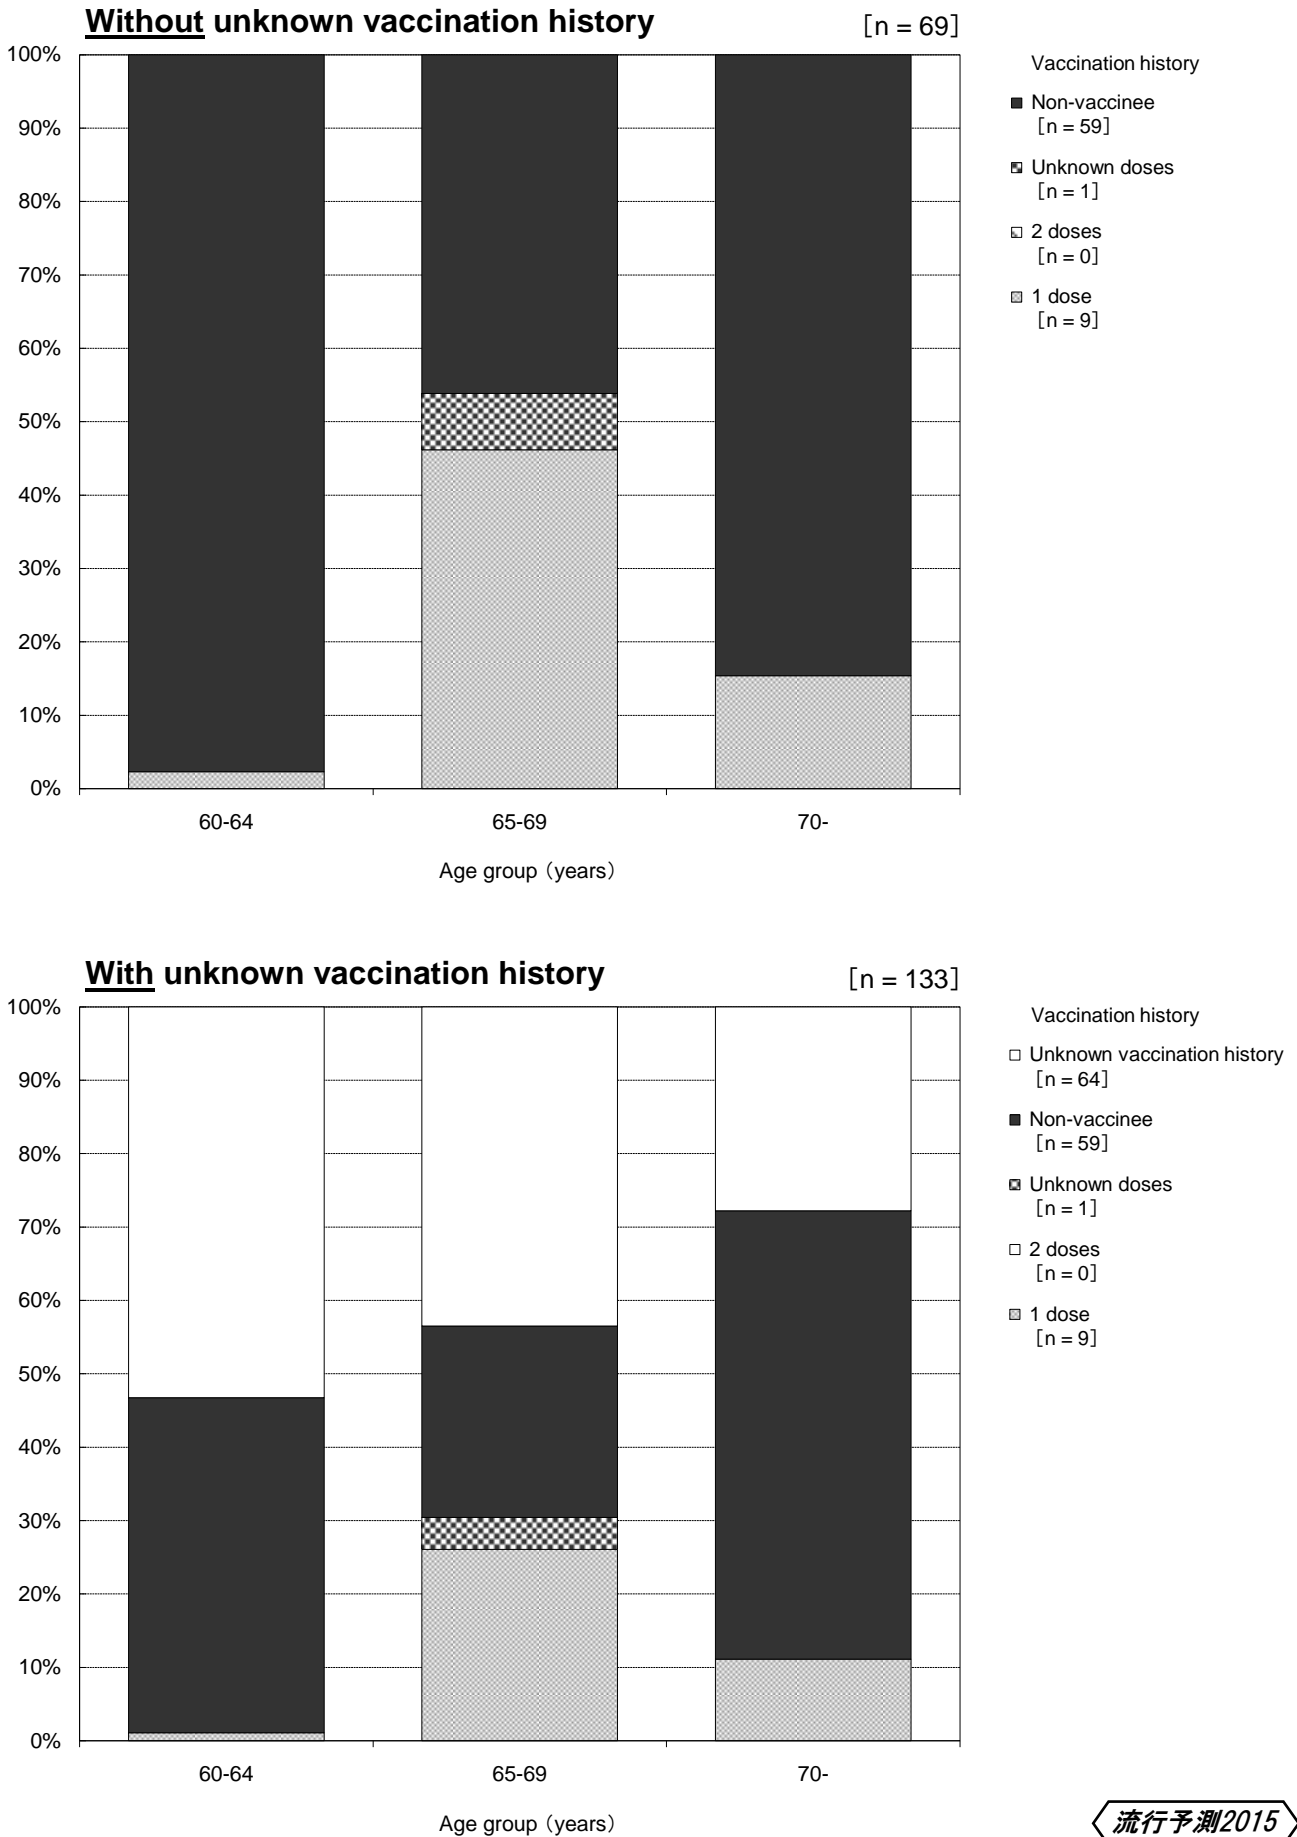 Without unknown vaccination history [n = 69]
100%
90%
80%
70%
60%
50%
40%
30%
20%
10%
0%
60-64 65-69 70-
Age group（years）
Vaccination history
Non-vaccinee
[n = 59]
Unknown doses
[n = 1]
2 doses
[n = 0]
1 dose
[n = 9]
With unknown vaccination history [n = 133]
100%
90%
80%
70%
60%
50%
40%
30%
20%
10%
0%
60-64 65-69 70-
Age group（years）
Vaccination history
Unknown vaccination history
[n = 64]
Non-vaccinee
[n = 59]
Unknown doses
[n = 1]
2 doses
[n = 0]
1 dose
[n = 9]
流行予測2015